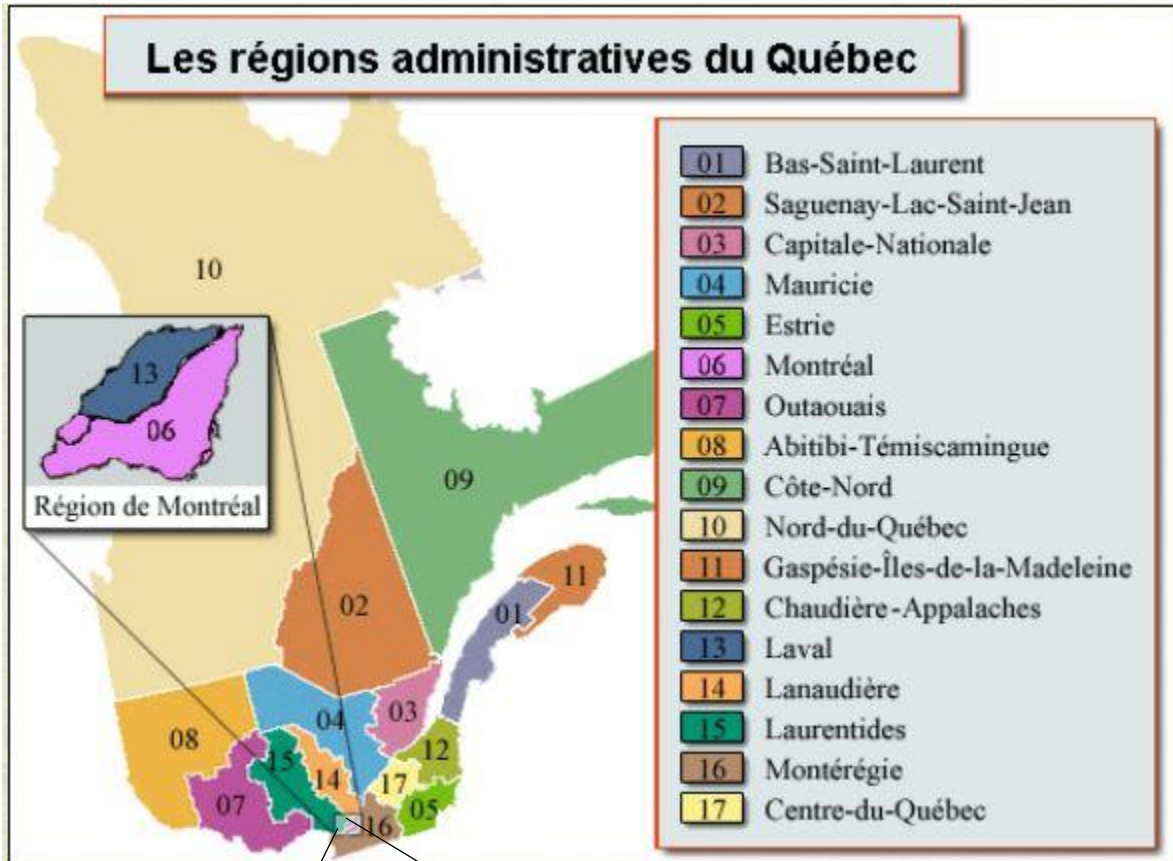 Les régions administratives du Québec
01 Bas-Saint-Laurent
02 Saguenay-Lac-Saint-Jean
03 Capitale-Nationale
04 Mauricie
05 Estrie
06 Montréal
07 Outaouais
08 Abitibi-Témiscamingue
09 Côte-Nord
10 Nord-du-Québec
11 Gaspésie-Îles-de-la-Madeleine
12 Chaudière-Appalaches
13 Laval
14 Lanaudière
15 Laurentides
16 Montérégie
17 Centre-du-Québec
10
13
06
Région de Montréal
09
11
02
01
03
04
08
12
15
14
17
07
05
16